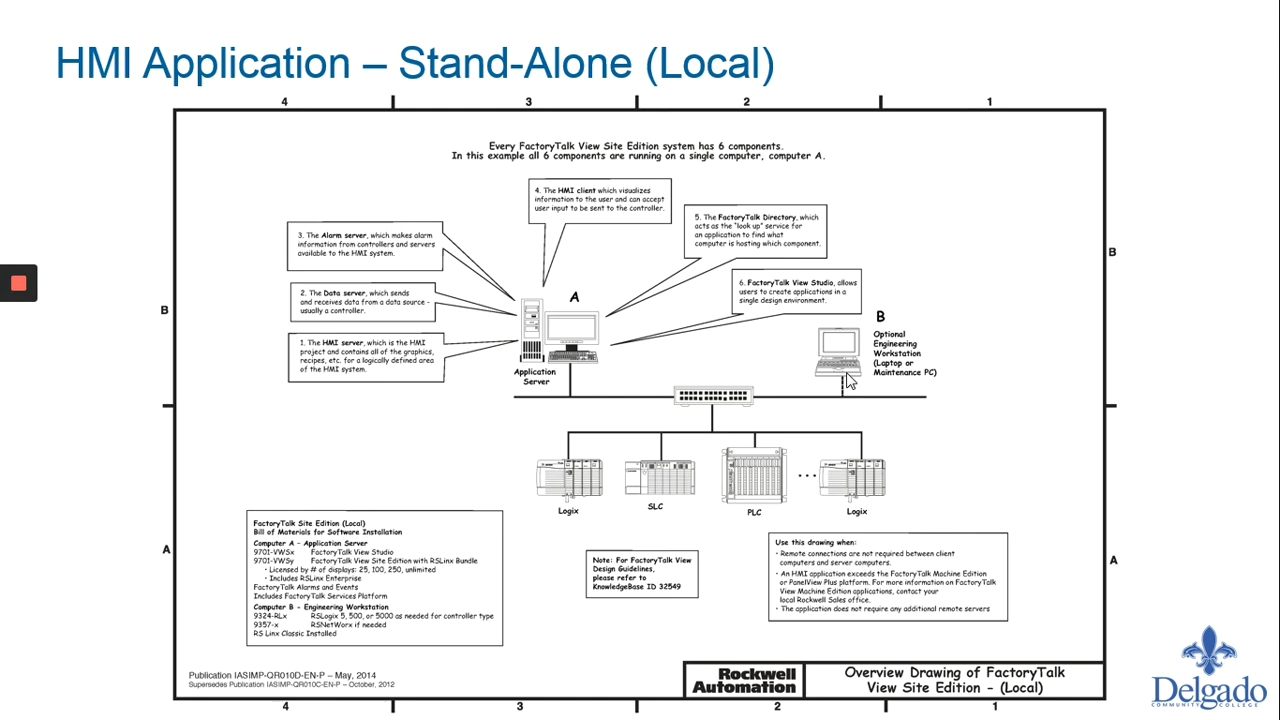 HMI Application – Stand-Alone (Local)
4 3 2 1
Every FactoryTalk View Site Edition system has 6 components.
In this example all 6 components are running on a single computer, computer A.
4. The HMI client which visualizes
information to the user and can accept
user input to be sent to the controller.
5. The FactoryTalk Directory, which
acts as the "look up" service for
an application to find what
computer is hosting which component.
3. The Alarm server, which makes alarm
information from controllers and servers
available to the HMI system.
B
B
6. FactoryTalk View Studio, allows
users to create applications in a
single design environment.
2. The Data server, which sends
and receives data from a data source -
usually a controller.
A
B
Optional
Engineering
Workstation
(Laptop or
Maintenance PC)
1. The HMI server, which is the HMI
project and contains all of the graphics,
recipes, etc. for a logically defined area
of the HMI system.
Application
Server
Logix
SLC
PLC
Logix
A
A
FactoryTalk Site Edition (Local)
Bill of Materials for Software Installation
Computer A - Application Server
9701-VWSx FactoryTalk View Studio
9701-VWSy FactoryTalk View Site Edition with RSLinx Bundle
• Licensed by # of displays: 25, 100, 250, unlimited
• Includes RSLinx Enterprise
FactoryTalk Alarms and Events
Includes FactoryTalk Services Platform
Computer B - Engineering Workstation
9324-RLx RSLogix 5, 500, or 5000 as needed for controller type
9357-x RSNetWorx if needed
RS Linx Classic Installed
Note: For FactoryTalk View
Design Guidelines,
please refer to
KnowledgeBase ID 32549
Use this drawing when:
• Remote connections are not required between client
computers and server computers.
• An HMI application exceeds the FactoryTalk Machine Edition
or PanelView Plus platform. For more information on FactoryTalk
View Machine Edition applications, contact your
local Rockwell Sales office.
• The application does not require any additional remote servers
Publication IASIMP-QR010D-EN-P – May, 2014
Supersedes Publication IASIMP-QR010C-EN-P – October, 2012
Rockwell
Automation
Overview Drawing of FactoryTalk
View Site Edition - (Local)
4 3 2 1
Delgado
COMMUNITY COLLEGE